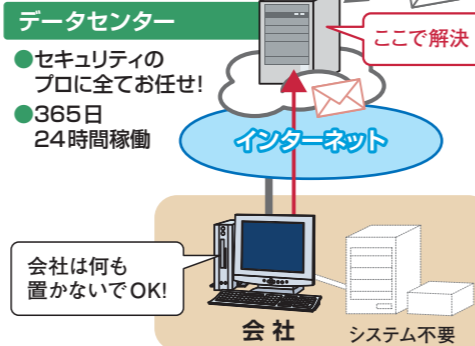 データセンター
ここで解決
●セキュリティの
プロに全てお任せ!
●365日
24時間稼働
インターネット
会社は何も
置かないでOK!
会社
システム不要